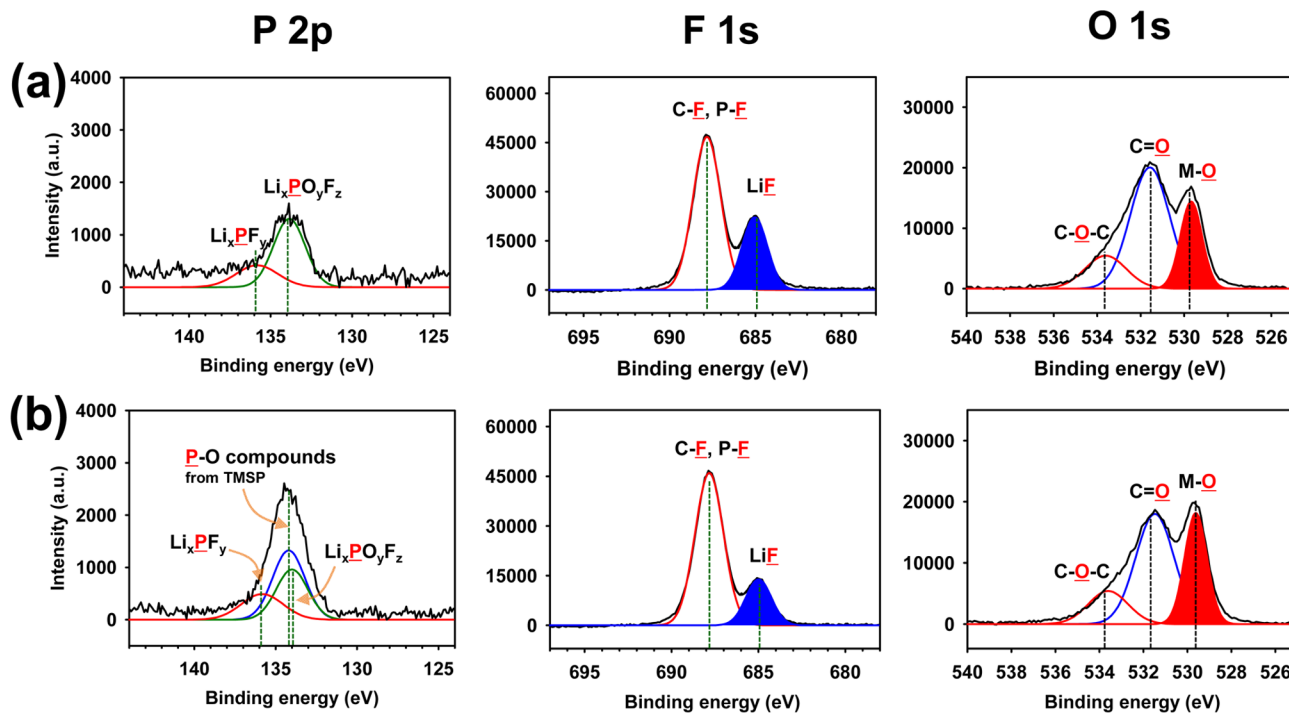 P 2p F 1s O 1s
(a)
4000
3000
2000
1000
0
Intensity (a.u.)
LiₓPOᵧF_z
LiₓPFᵧ
140 135 130 125
Binding energy (eV)
60000
45000
30000
15000
0
C-F, P-F
LiF
695 690 685 680
Binding energy (eV)
30000
20000
10000
0
C=O
M-O
C-O-C
540 538 536 534 532 530 528 526
Binding energy (eV)
(b)
4000
3000
2000
1000
0
Intensity (a.u.)
P-O compounds
from TMSP
LiₓPFᵧ
LiₓPOᵧF_z
140 135 130 125
Binding energy (eV)
60000
45000
30000
15000
0
C-F, P-F
LiF
695 690 685 680
Binding energy (eV)
30000
20000
10000
0
C=O
M-O
C-O-C
540 538 536 534 532 530 528 526
Binding energy (eV)